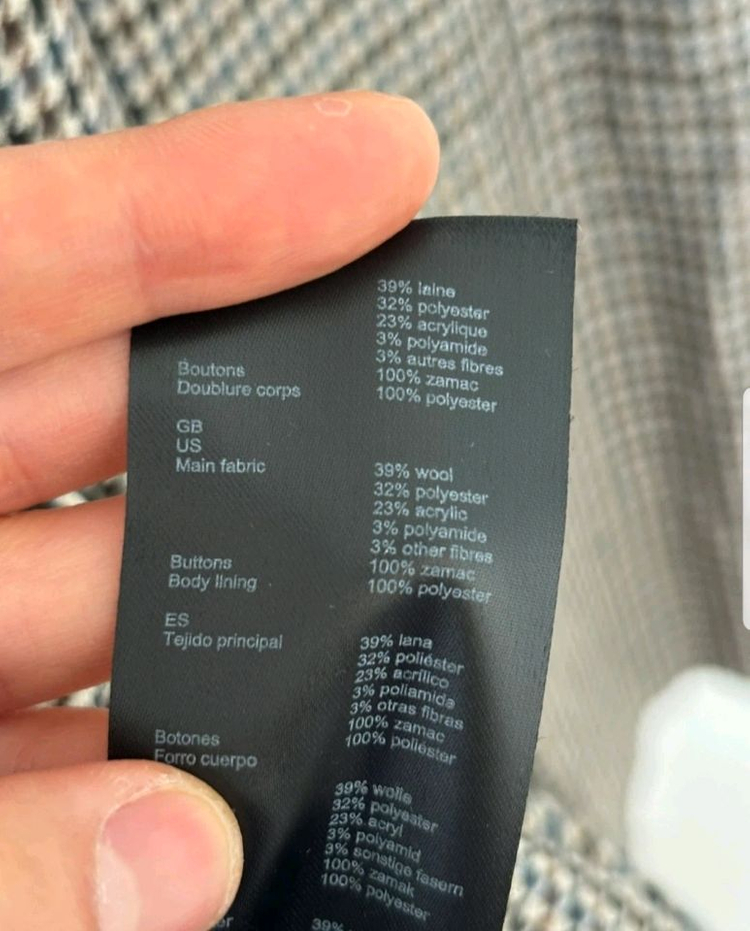 39% laine
32% polyester
23% acrylique
3% polyamide
3% autres fibres
Boutons 100% zamac
Doublure corps 100% polyester
GB
US
Main fabric 39% wool
32% polyester
23% acrylic
3% polyamide
3% other fibres
Buttons 100% zamac
Body lining 100% polyester
ES
Tejido principal 39% lana
32% poliéster
23% acrílico
3% poliamida
3% otras fibras
Botones 100% zamac
Forro cuerpo 100% poliéster
39% wolle
32% polyester
23% acryl
3% polyamid
3% sonstige fasern
100% zamak
100% polyester
39%